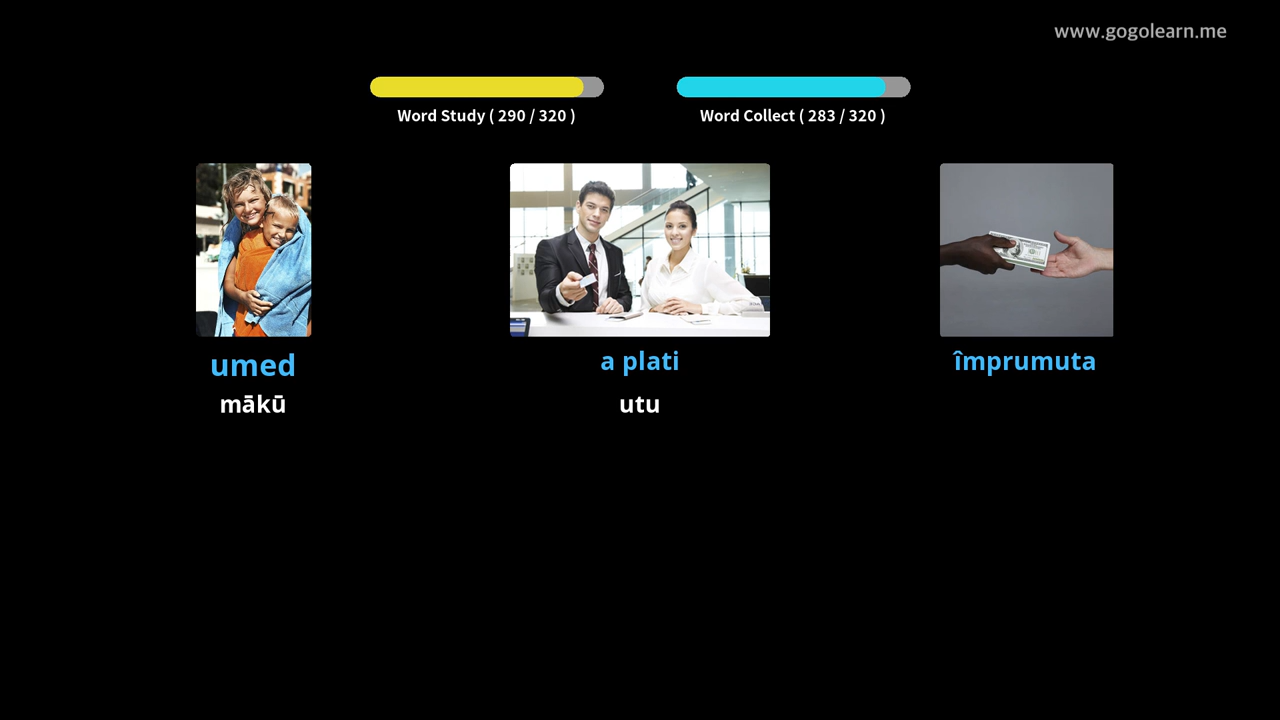 www.gogolearn.me
Word Study ( 290 / 320 )
Word Collect ( 283 / 320 )
umed
a plati
împrumuta
mākū
utu